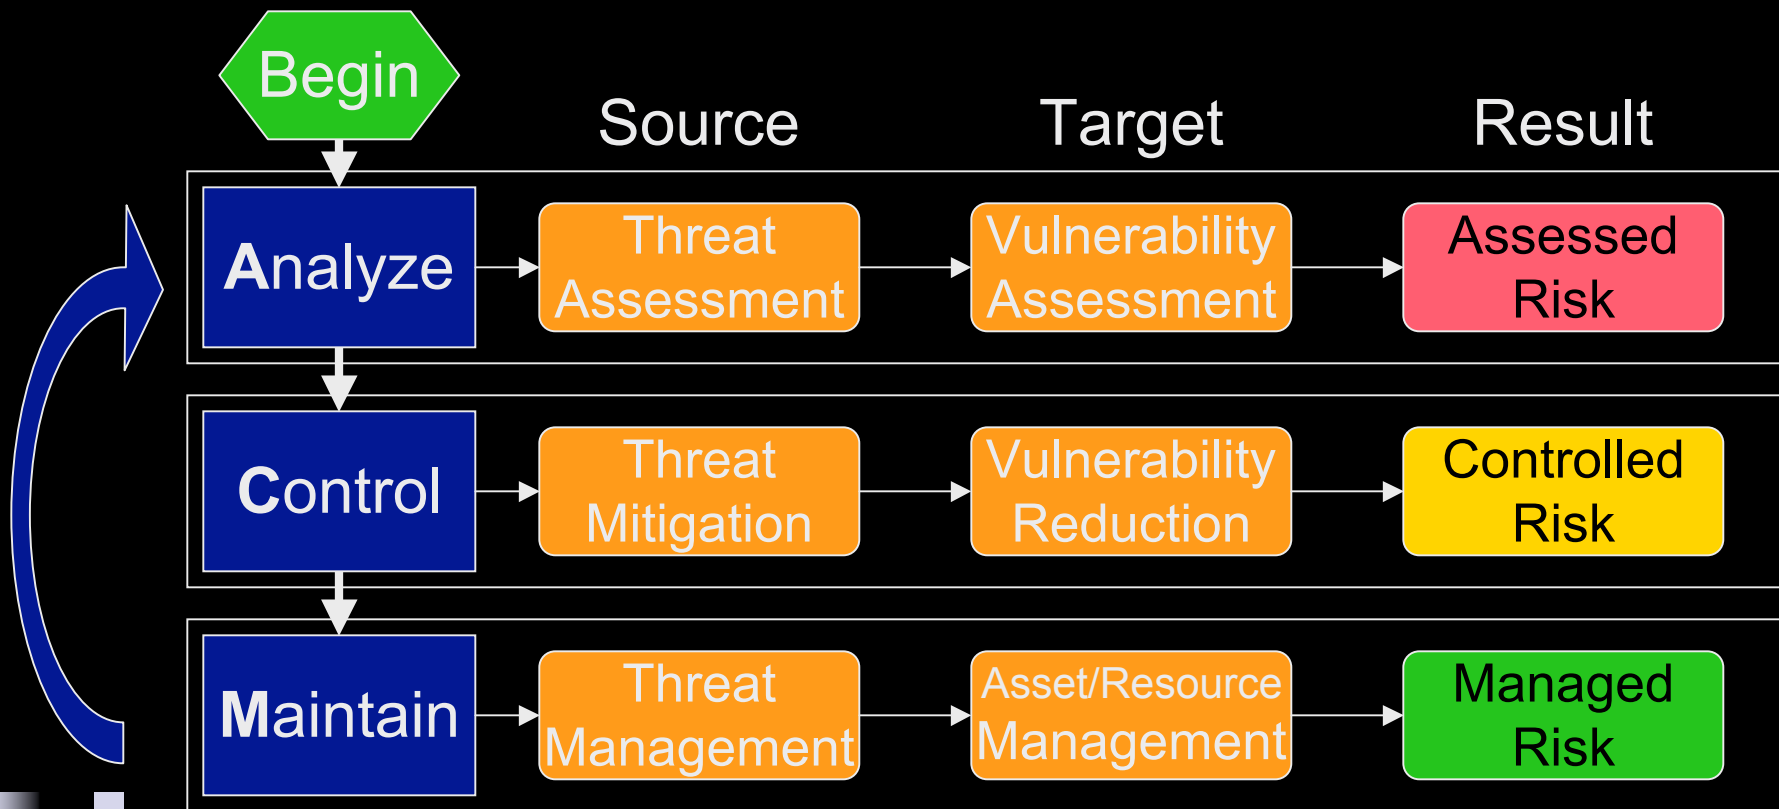 Begin
Source
Target
Result
Analyze
Threat
Assessment
Vulnerability
Assessment
Assessed
Risk
Control
Threat
Mitigation
Vulnerability
Reduction
Controlled
Risk
Maintain
Threat
Management
Asset/Resource
Management
Managed
Risk